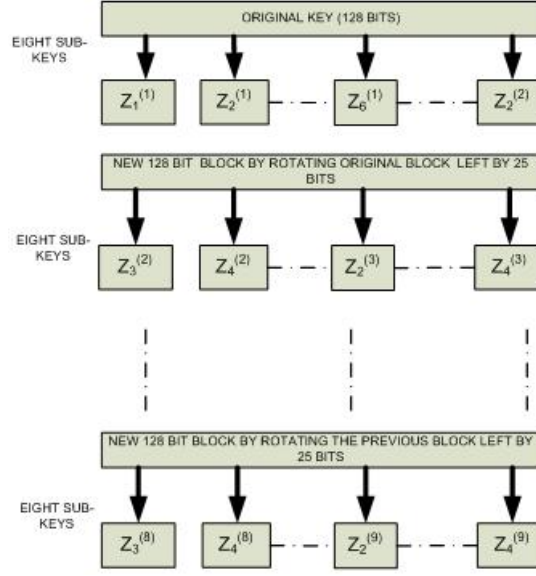 ORIGINAL KEY (128 BITS)
EIGHT SUB-
KEYS
Z₁⁽¹⁾ Z₂⁽¹⁾ Z₆⁽¹⁾ Z₂⁽²⁾
NEW 128 BIT BLOCK BY ROTATING ORIGINAL BLOCK LEFT BY 25
BITS
EIGHT SUB-
KEYS
Z₃⁽²⁾ Z₄⁽²⁾ Z₂⁽³⁾ Z₄⁽³⁾
NEW 128 BIT BLOCK BY ROTATING THE PREVIOUS BLOCK LEFT BY
25 BITS
EIGHT SUB-
KEYS
Z₃⁽⁸⁾ Z₄⁽⁸⁾ Z₂⁽⁹⁾ Z₄⁽⁹⁾